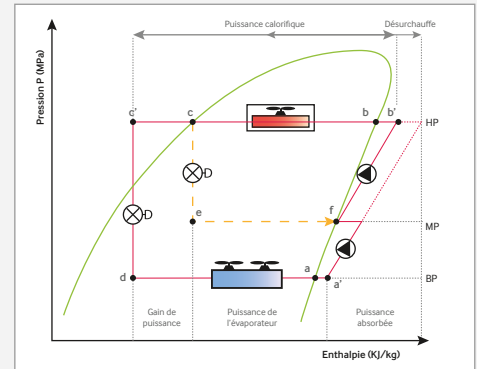 Puissance calorifique
Désurchauffe
Pression P (MPa)
c'
c
b
b'
HP
D
D
f
e
MP
a
d
a'
BP
Gain de
puissance
Puissance de
l'évaporateur
Puissance
absorbée
Enthalpie (KJ/kg)